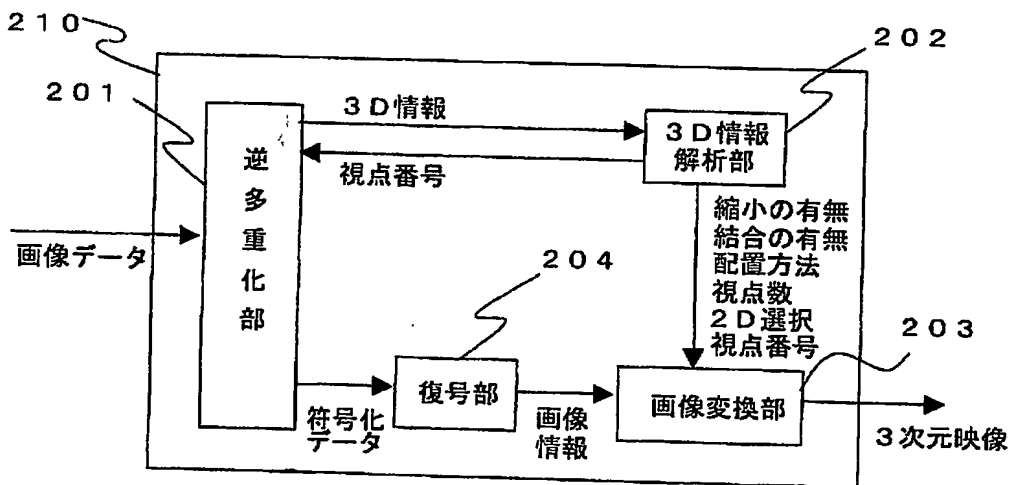 210
201
202
3D情報
視点番号
3D情報
解析部
逆多重化部
画像データ
縮小の有無
結合の有無
配置方法
視点数
2D選択
視点番号
204
203
復号部
画像変換部
符号化
データ
画像
情報
3次元映像